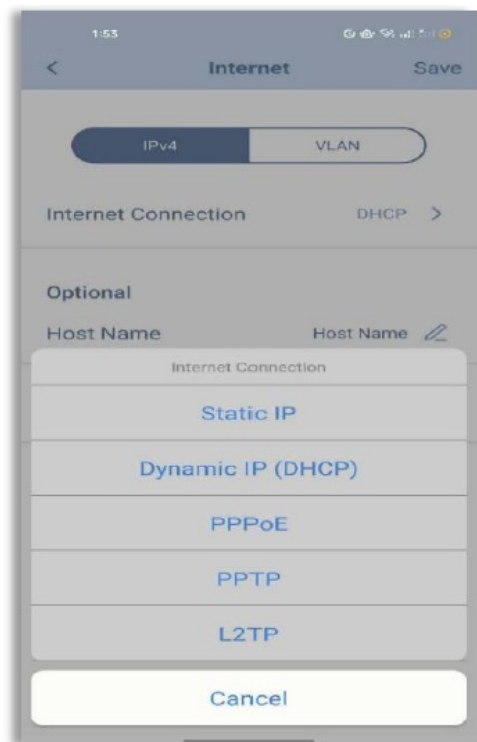 1:53
Internet Save
IPv4 VLAN
Internet Connection DHCP
Optional
Host Name Host Name
Internet Connection
Static IP
Dynamic IP (DHCP)
PPPoE
PPTP
L2TP
Cancel